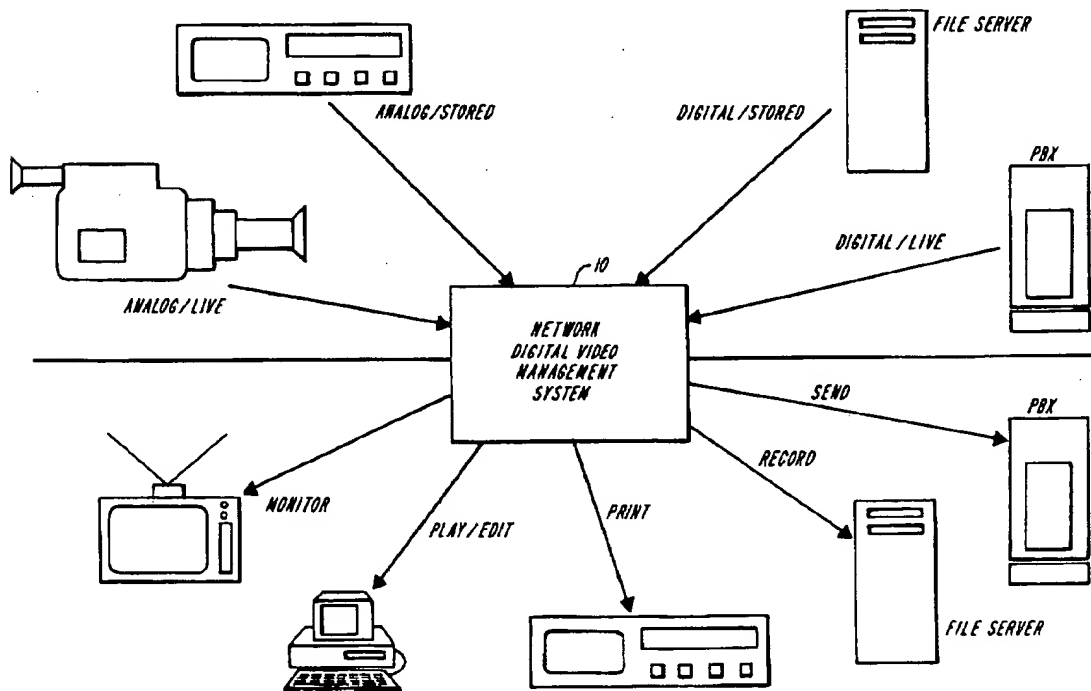 FILE SERVER
ANALOG/STORED
DIGITAL/STORED
PBX
DIGITAL/LIVE
ANALOG/LIVE
10
NETWORK
DIGITAL VIDEO
MANAGEMENT
SYSTEM
SEND
PBX
RECORD
MONITOR
PRINT
PLAY/EDIT
FILE SERVER